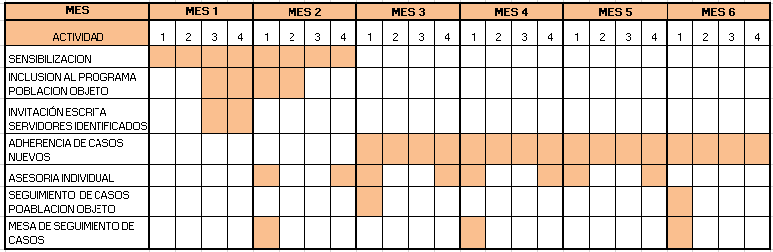 MES MES 1 MES 2 MES 3 MES 4 MES 5 MES 6
ACTIVIDAD 1 2 3 4 1 2 3 4 1 2 3 4 1 2 3 4 1 2 3 4 1 2 3 4
SENSIBILIZACION
INCLUSION AL PROGRAMA
POBLACION OBJETO
INVITACIÓN ESCRITA
SERVIDORES IDENTIFICADOS
ADHERENCIA DE CASOS
NUEVOS
ASESORIA INDIVIDUAL
SEGUIMIENTO DE CASOS
POABLACION OBJETO
MESA DE SEGUIMIENTO DE
CASOS